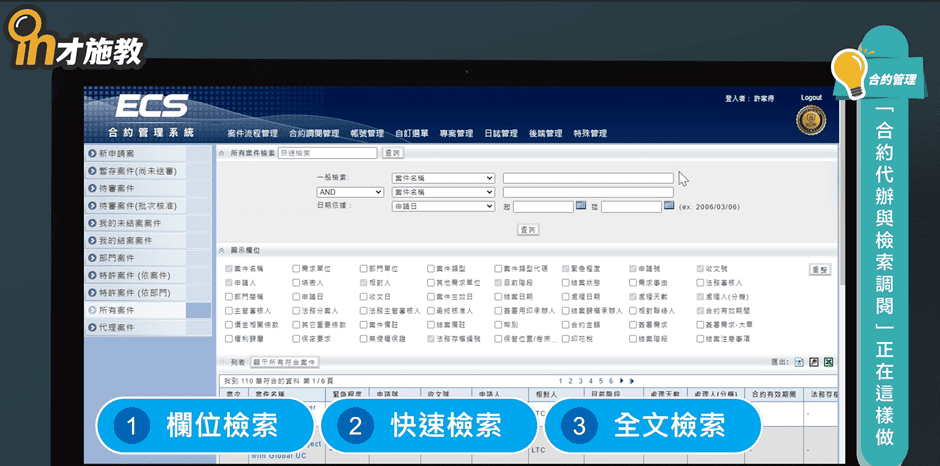 in才施教
合約管理
「合約代辦與檢索調閱」正在這樣做
ECS
合約管理系統
登入者： 許家得
Logout
案件流程管理 合約調閱管理 帳號管理 自訂選單 專案管理 日誌管理 後端管理 特殊管理
新申請案
暫存案件(尚未送審)
待審案件
待審案件(批次核准)
我的未結案案件
我的結案案件
部門案件
特許案件 (依案件)
特許案件 (依部門)
所有案件
代理案件
所有案件檢索 快速檢索 查詢
一般檢索: 案件名稱
AND 案件名稱
日期依據： 申請日 起 迄 (ex. 2006/03/06)
查詢
顯示欄位
案件名稱 需求單位 部門單位 案件類型 案件類型代碼 緊急程度 申請號 收文號 重整
申請人 填表人 相對人 其他需求單位 目前階段 結案狀態 需求事由 法務審核人
部門簡稱 申請日 收文日 案件生效日 結案日期 處理日期 處理天數 處理人(分機)
主管審核人 法務分案人 法務主管審核人 最終核准人 簽署用印承辦人 結案歸檔承辦人 相對聯絡人 合約有效期間
價金相關條款 其它重要條款 案件備註 結案備註 類別 合約金額 簽署需求 簽署需求-大章
權利歸屬 保密要求 無侵權保證 法務存檔編號 保管位置/卷宗... 印花稅 結案階段 結案注意事項
列表 顯示所有符合案件 匯出:
找到 110 筆符合的資料 第 1/6 頁 1 2 3 4 5 6
案次 案件名稱 緊急程度 申請號 收文號 申請人 相對人 目前階段 處理天數 處理人(分機) 合約有效期間 法務存檔
LTC
1 欄位檢索
2 快速檢索
3 全文檢索
with Global UC
LTC